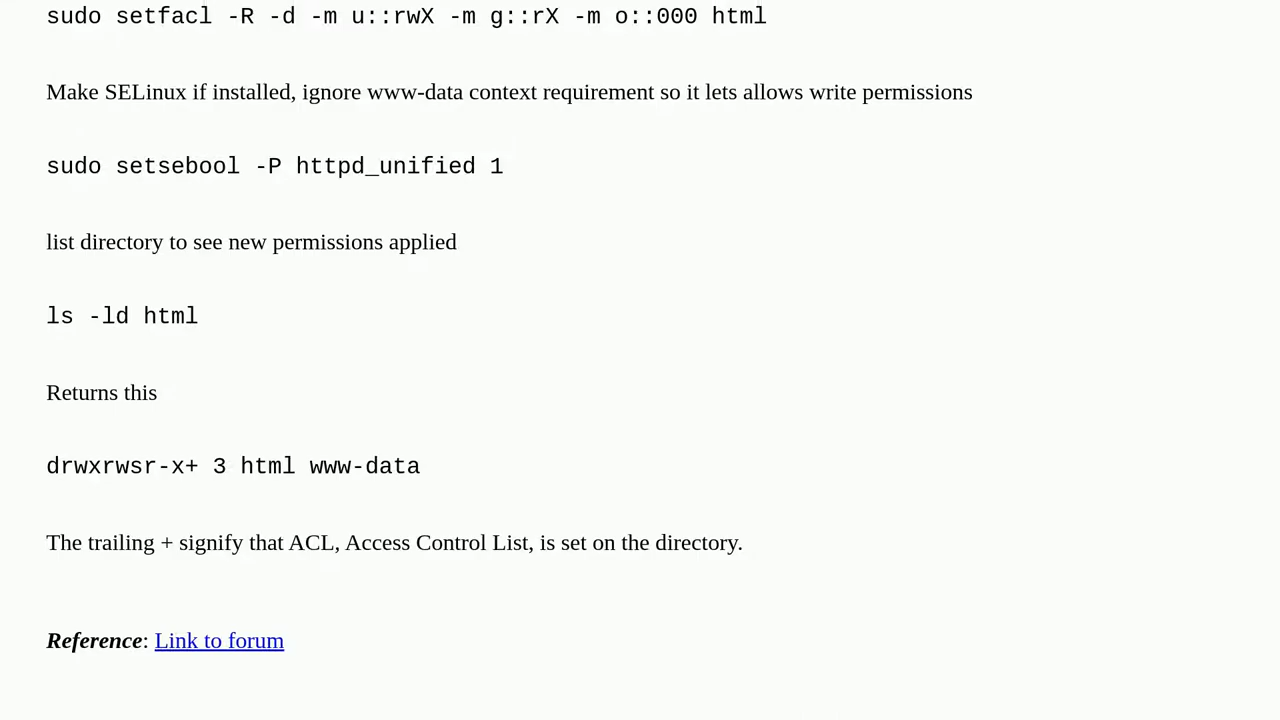 sudo setfacl -R -d -m u::rwX -m g::rX -m o::000 html
Make SELinux if installed, ignore www-data context requirement so it lets allows write permissions
sudo setsebool -P httpd_unified 1
list directory to see new permissions applied
ls -ld html
Returns this
drwxrwsr-x+ 3 html www-data
The trailing + signify that ACL, Access Control List, is set on the directory.
Reference: Link to forum